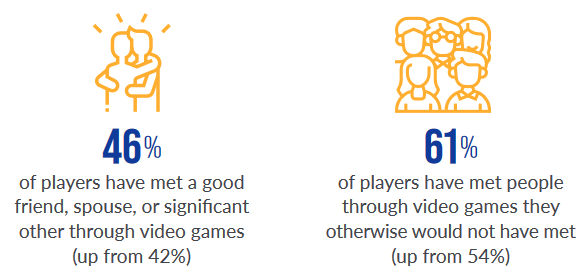 46%
of players have met a good
friend, spouse, or significant
other through video games
(up from 42%)
61%
of players have met people
through video games they
otherwise would not have met
(up from 54%)